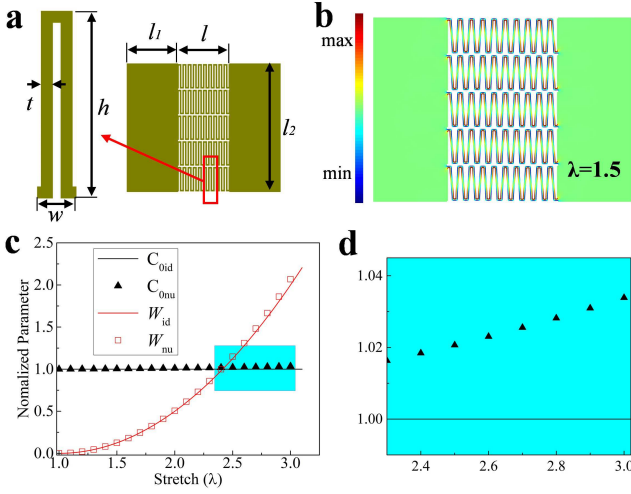 a
l1
l
t
h
l2
w
b
max
min
λ=1.5
c
Nomalized Parameter
2.5
2.0
1.5
1.0
0.5
0.0
C0id
C0nu
Wid
Wnu
1.0 1.5 2.0 2.5 3.0
Stretch (λ)
d
1.04
1.02
1.00
2.4 2.6 2.8 3.0